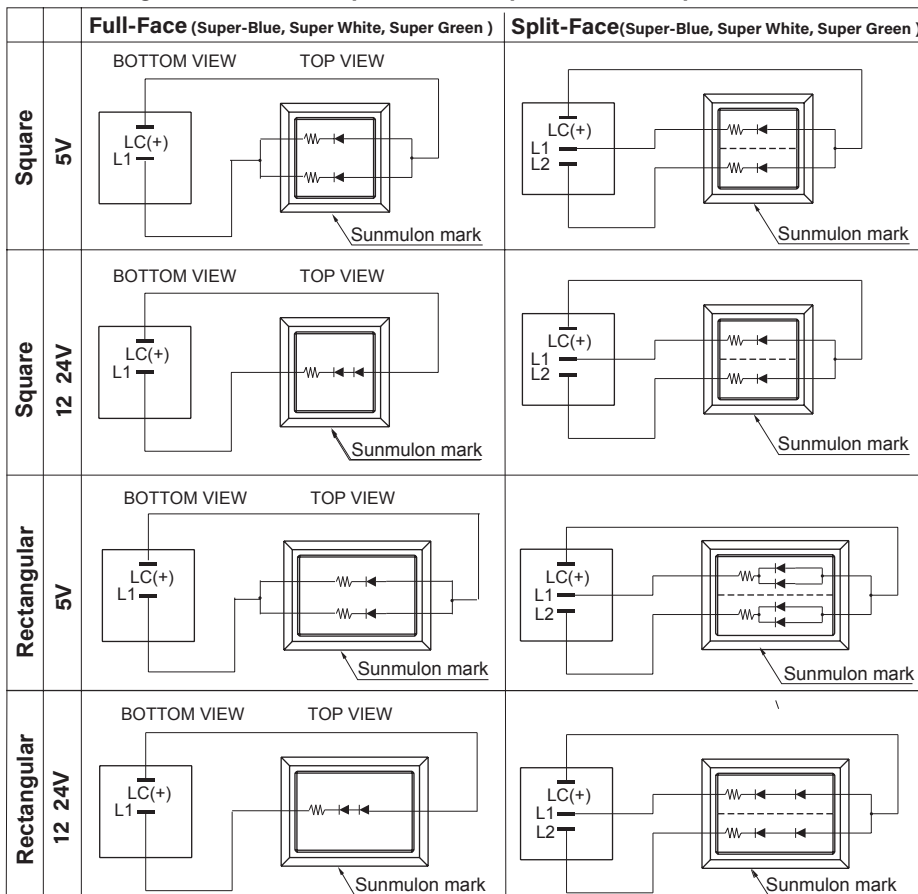 Full-Face (Super-Blue, Super White, Super Green )
Split-Face(Super-Blue, Super White, Super Green )
Square
5V
BOTTOM VIEW TOP VIEW
LC(+)
L1
Sunmulon mark
LC(+)
L1
L2
Sunmulon mark
Square
12 24V
BOTTOM VIEW TOP VIEW
LC(+)
L1
Sunmulon mark
LC(+)
L1
L2
Sunmulon mark
Rectangular
5V
BOTTOM VIEW TOP VIEW
LC(+)
L1
Sunmulon mark
LC(+)
L1
L2
Sunmulon mark
Rectangular
12 24V
BOTTOM VIEW TOP VIEW
LC(+)
L1
Sunmulon mark
LC(+)
L1
L2
Sunmulon mark